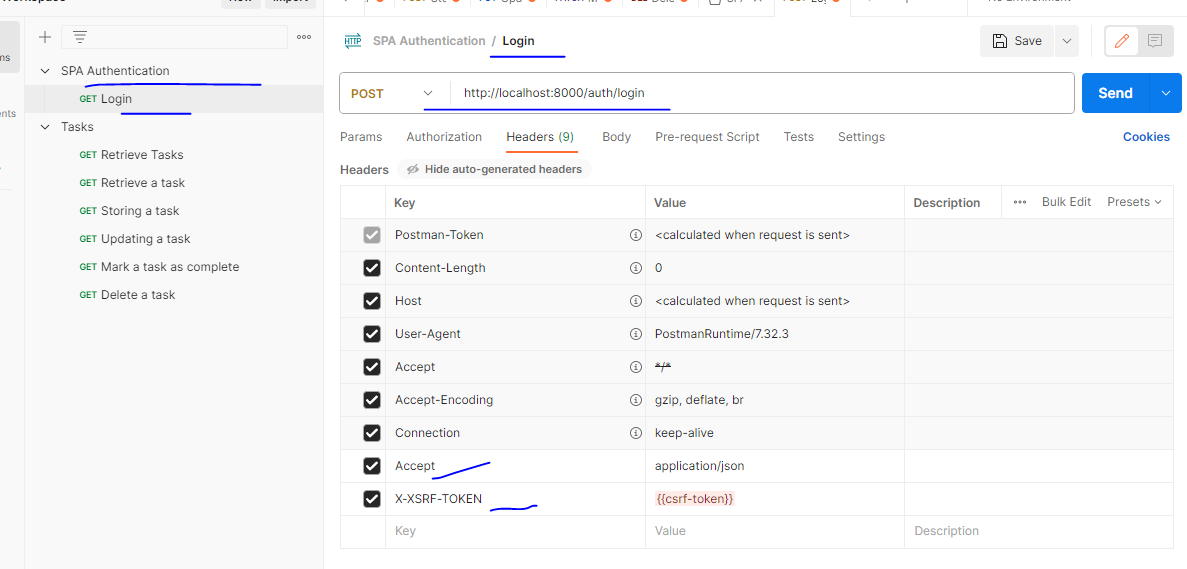 SPA Authentication / Login
Save
POST http://localhost:8000/auth/login Send
Params Authorization Headers (9) Body Pre-request Script Tests Settings Cookies
Headers Hide auto-generated headers
Key Value Description Bulk Edit Presets
Postman-Token <calculated when request is sent>
Content-Length 0
Host <calculated when request is sent>
User-Agent PostmanRuntime/7.32.3
Accept */*
Accept-Encoding gzip, deflate, br
Connection keep-alive
Accept application/json
X-XSRF-TOKEN {{csrf-token}}
Key Value Description
SPA Authentication
GET Login
Tasks
GET Retrieve Tasks
GET Retrieve a task
GET Storing a task
GET Updating a task
GET Mark a task as complete
GET Delete a task